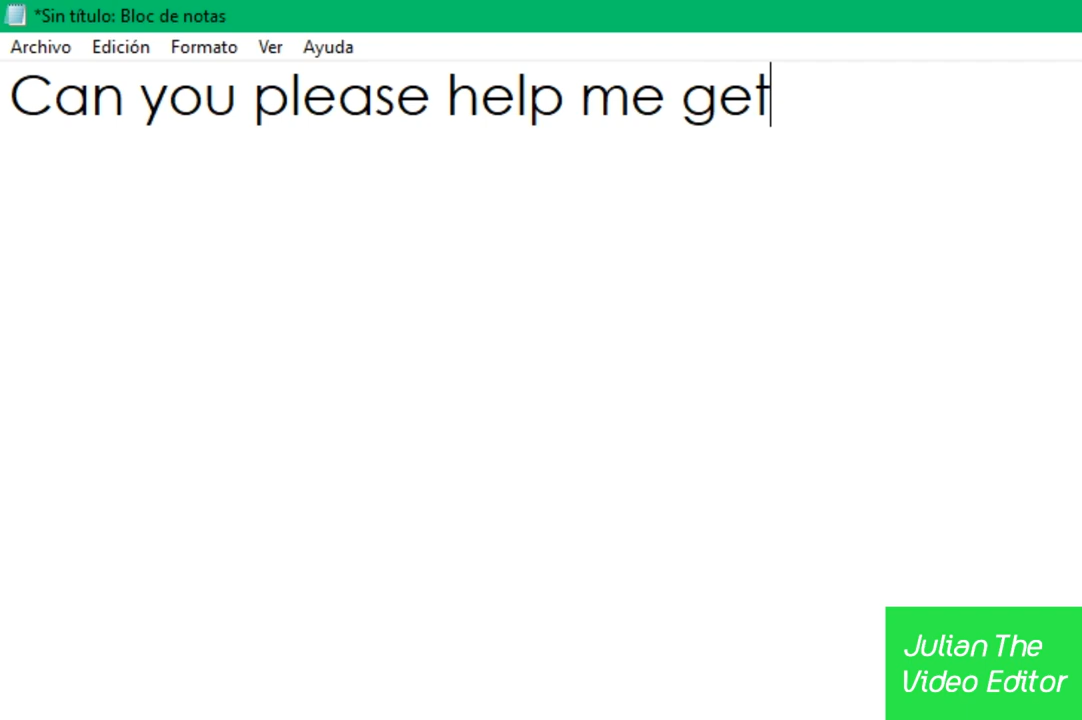 *Sin título: Bloc de notas
Archivo Edición Formato Ver Ayuda
Can you please help me get
Julian The
Video Editor